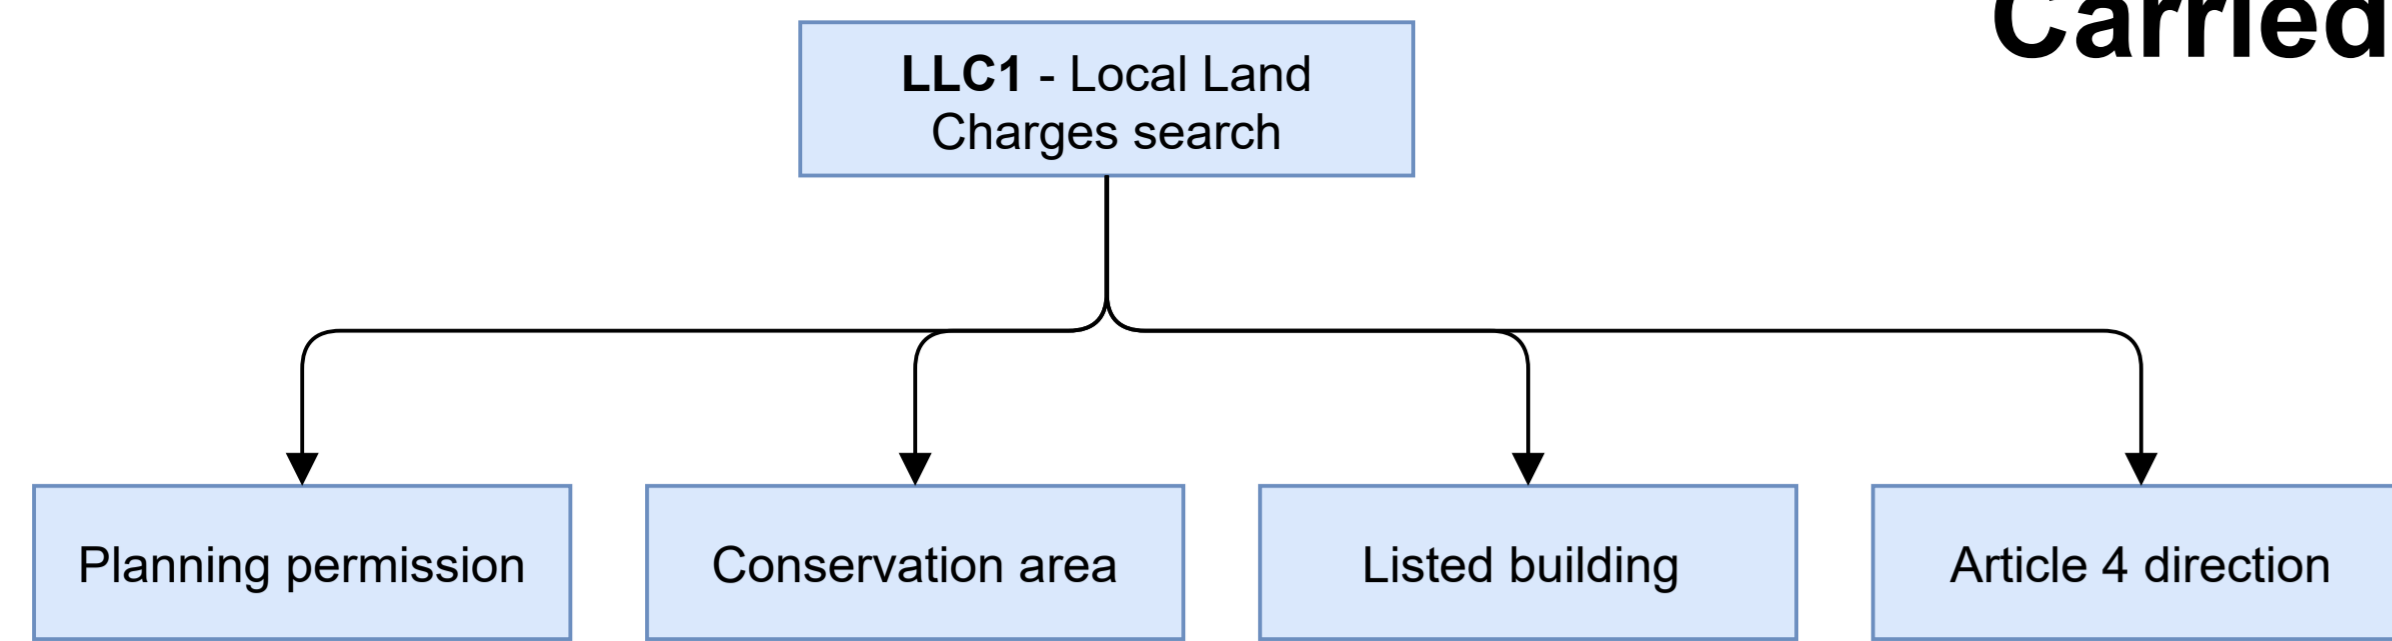 Carried
LLC1 - Local Land
Charges search
Planning permission
Conservation area
Listed building
Article 4 direction